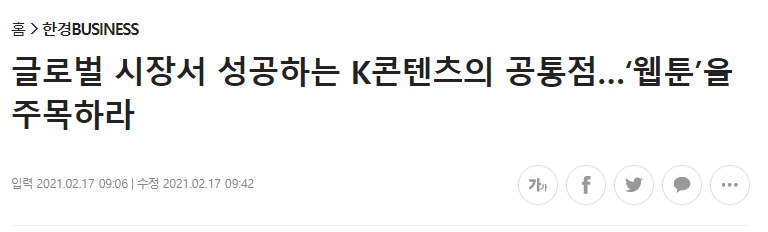 홈 > 한경BUSINESS
글로벌 시장서 성공하는 K콘텐츠의 공통점…‘웹툰’을
주목하라
입력 2021.02.17 09:06 | 수정 2021.02.17 09:42
가가